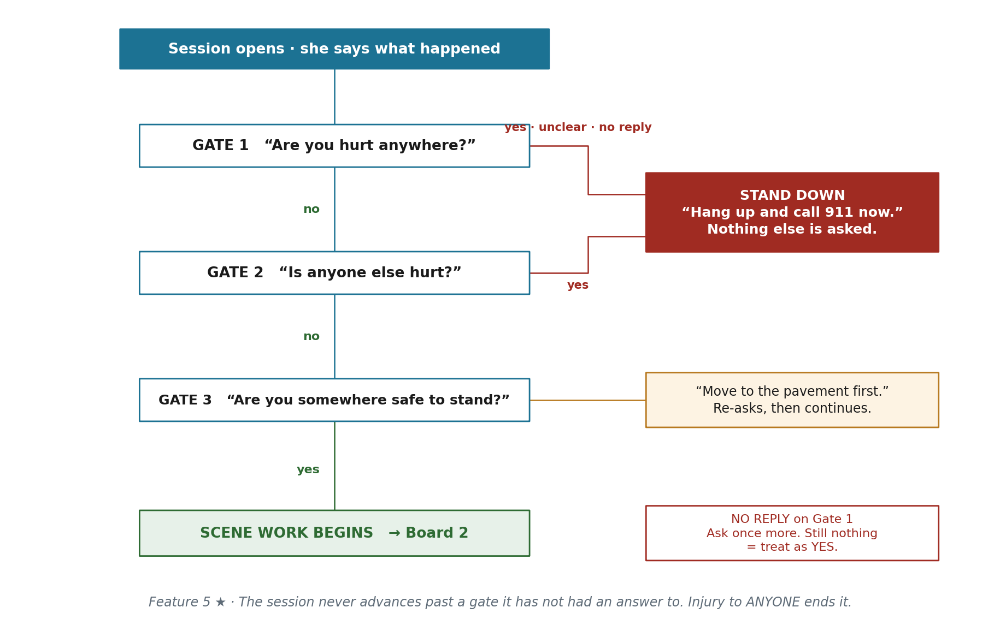 Session opens · she says what happened
yes · unclear · no reply
GATE 1 “Are you hurt anywhere?”
STAND DOWN
“Hang up and call 911 now.”
Nothing else is asked.
no
GATE 2 “Is anyone else hurt?”
yes
no
GATE 3 “Are you somewhere safe to stand?”
“Move to the pavement first.”
Re-asks, then continues.
yes
SCENE WORK BEGINS → Board 2
NO REPLY on Gate 1
Ask once more. Still nothing
= treat as YES.
Feature 5 ★ · The session never advances past a gate it has not had an answer to. Injury to ANYONE ends it.